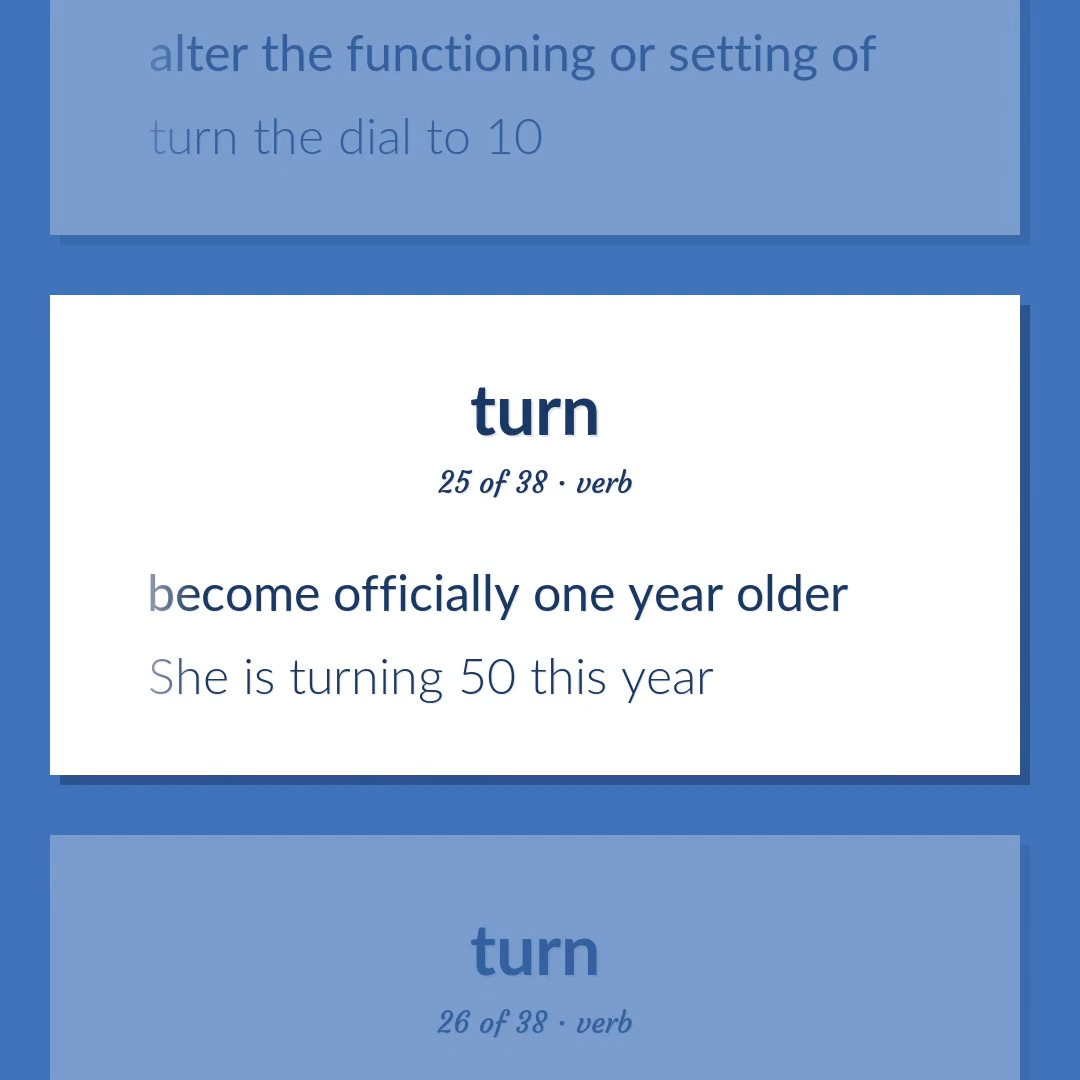 alter the functioning or setting of
turn the dial to 10
turn
25 of 38 · verb
become officially one year older
She is turning 50 this year
turn
26 of 38 · verb